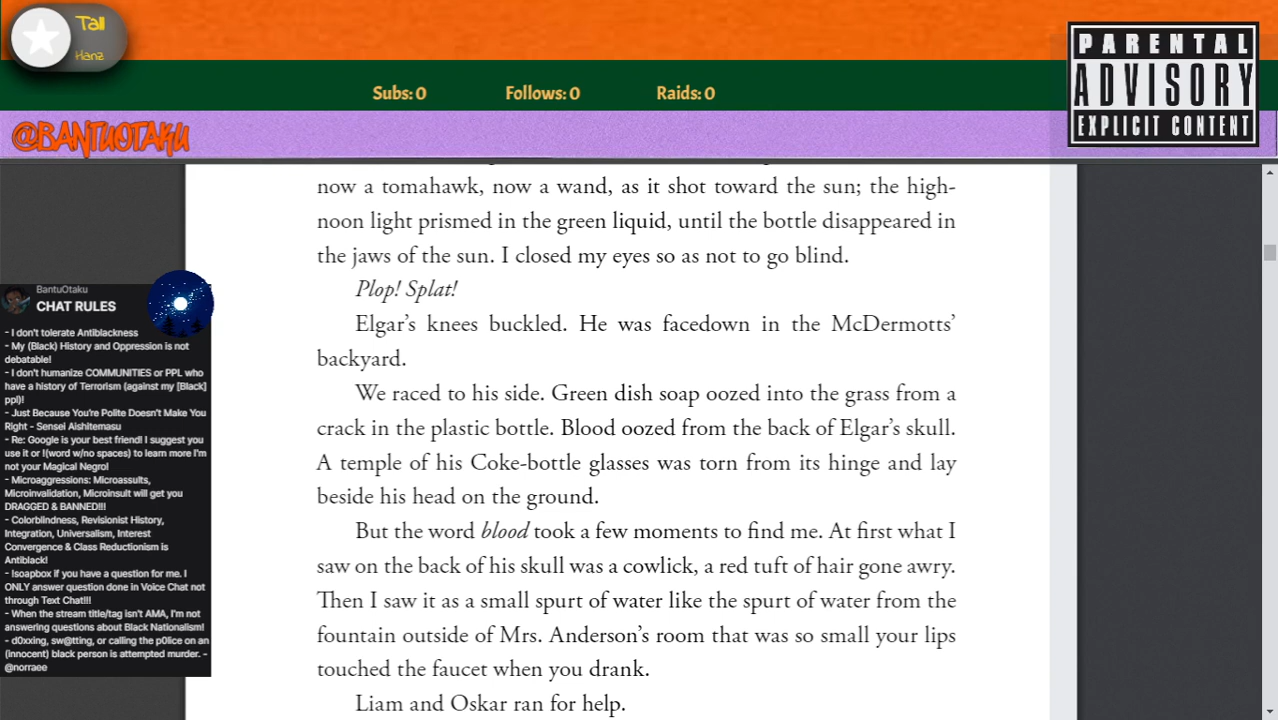 Tall
Hanz
Subs: 0
Follows: 0
Raids: 0
PARENTAL
ADVISORY
EXPLICIT CONTENT
@BANTUOTAKU
now a tomahawk, now a wand, as it shot toward the sun; the high-
noon light prismed in the green liquid, until the bottle disappeared in
the jaws of the sun. I closed my eyes so as not to go blind.
Plop! Splat!
Elgar’s knees buckled. He was facedown in the McDermotts’
backyard.
We raced to his side. Green dish soap oozed into the grass from a
crack in the plastic bottle. Blood oozed from the back of Elgar’s skull.
A temple of his Coke-bottle glasses was torn from its hinge and lay
beside his head on the ground.
But the word blood took a few moments to find me. At first what I
saw on the back of his skull was a cowlick, a red tuft of hair gone awry.
Then I saw it as a small spurt of water like the spurt of water from the
fountain outside of Mrs. Anderson’s room that was so small your lips
touched the faucet when you drank.
Liam and Oskar ran for help.
BantuOtaku
CHAT RULES
- I don't tolerate Antiblackness
- My (Black) History and Oppression is not
debatable!
- I don't humanize COMMUNITIES or PPL who
have a history of Terrorism (against my [Black]
ppl)!
- Just Because You're Polite Doesn't Make You
Right - Sensei Aishitemasu
- Re: Google is your best friend! I suggest you
use it or !(word w/no spaces) to learn more I'm
not your Magical Negro!
- Microaggressions: Microassults,
Microinvalidation, Microinsult will get you
DRAGGED & BANNED!!!
- Colorblindness, Revisionist History,
Integration, Universalism, Interest
Convergence & Class Reductionism is
Antiblack!
- !soapbox if you have a question for me. I
ONLY answer question done in Voice Chat not
through Text Chat!!!
- When the stream title/tag isn't AMA, I'm not
answering questions about Black Nationalism!
- d0xxing, sw@tting, or calling the p0lice on an
(innocent) black person is attempted murder. -
@norraee